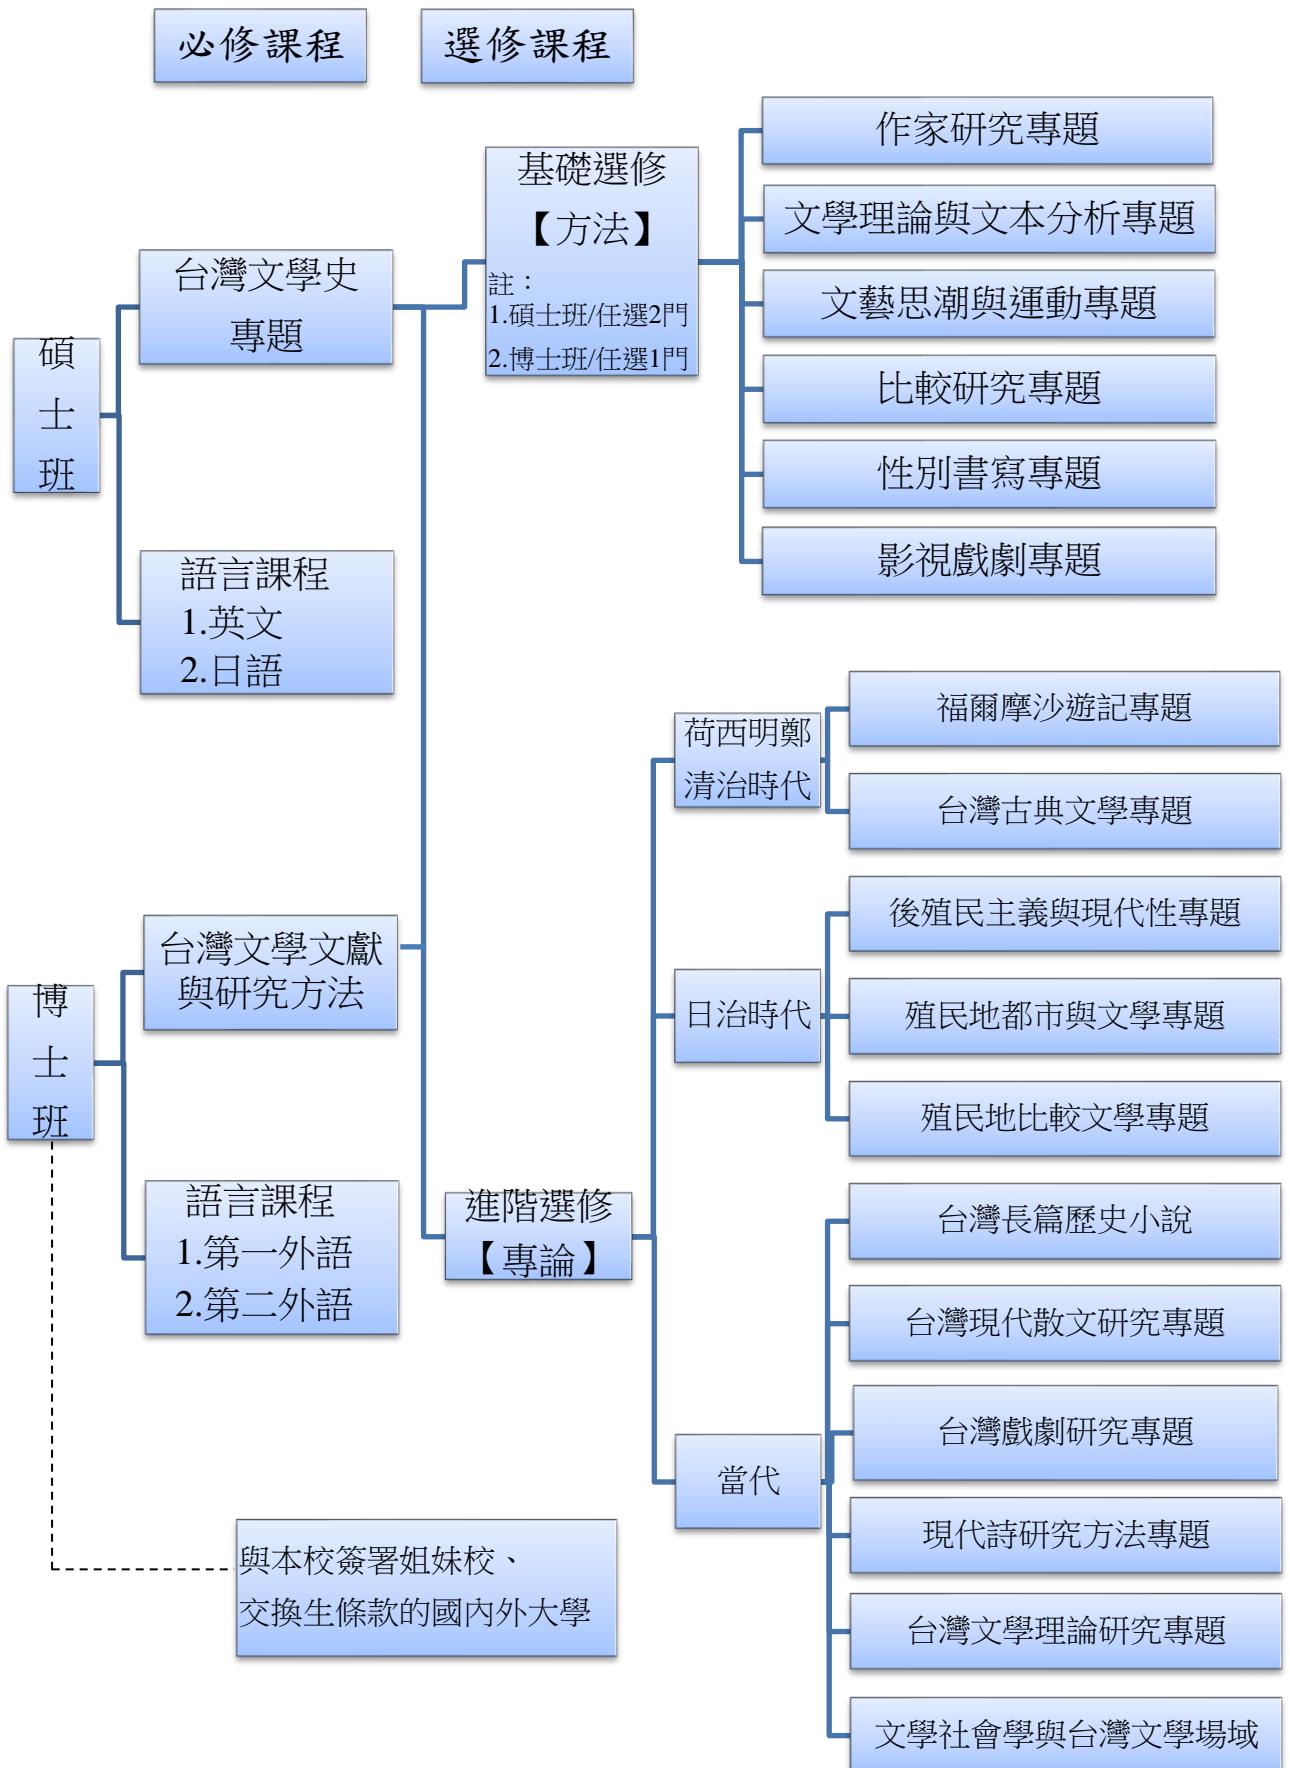 必修課程
選修課程
碩
士
班
台灣文學史
專題
語言課程
1.英文
2.日語
基礎選修
【方法】
註：
1.碩士班/任選2門
2.博士班/任選1門
作家研究專題
文學理論與文本分析專題
文藝思潮與運動專題
比較研究專題
性別書寫專題
影視戲劇專題
博
士
班
台灣文學文獻
與研究方法
語言課程
1.第一外語
2.第二外語
與本校簽署姐妹校、
交換生條款的國內外大學
進階選修
【專論】
荷西明鄭
清治時代
福爾摩沙遊記專題
台灣古典文學專題
日治時代
後殖民主義與現代性專題
殖民地都市與文學專題
殖民地比較文學專題
當代
台灣長篇歷史小說
台灣現代散文研究專題
台灣戲劇研究專題
現代詩研究方法專題
台灣文學理論研究專題
文學社會學與台灣文學場域